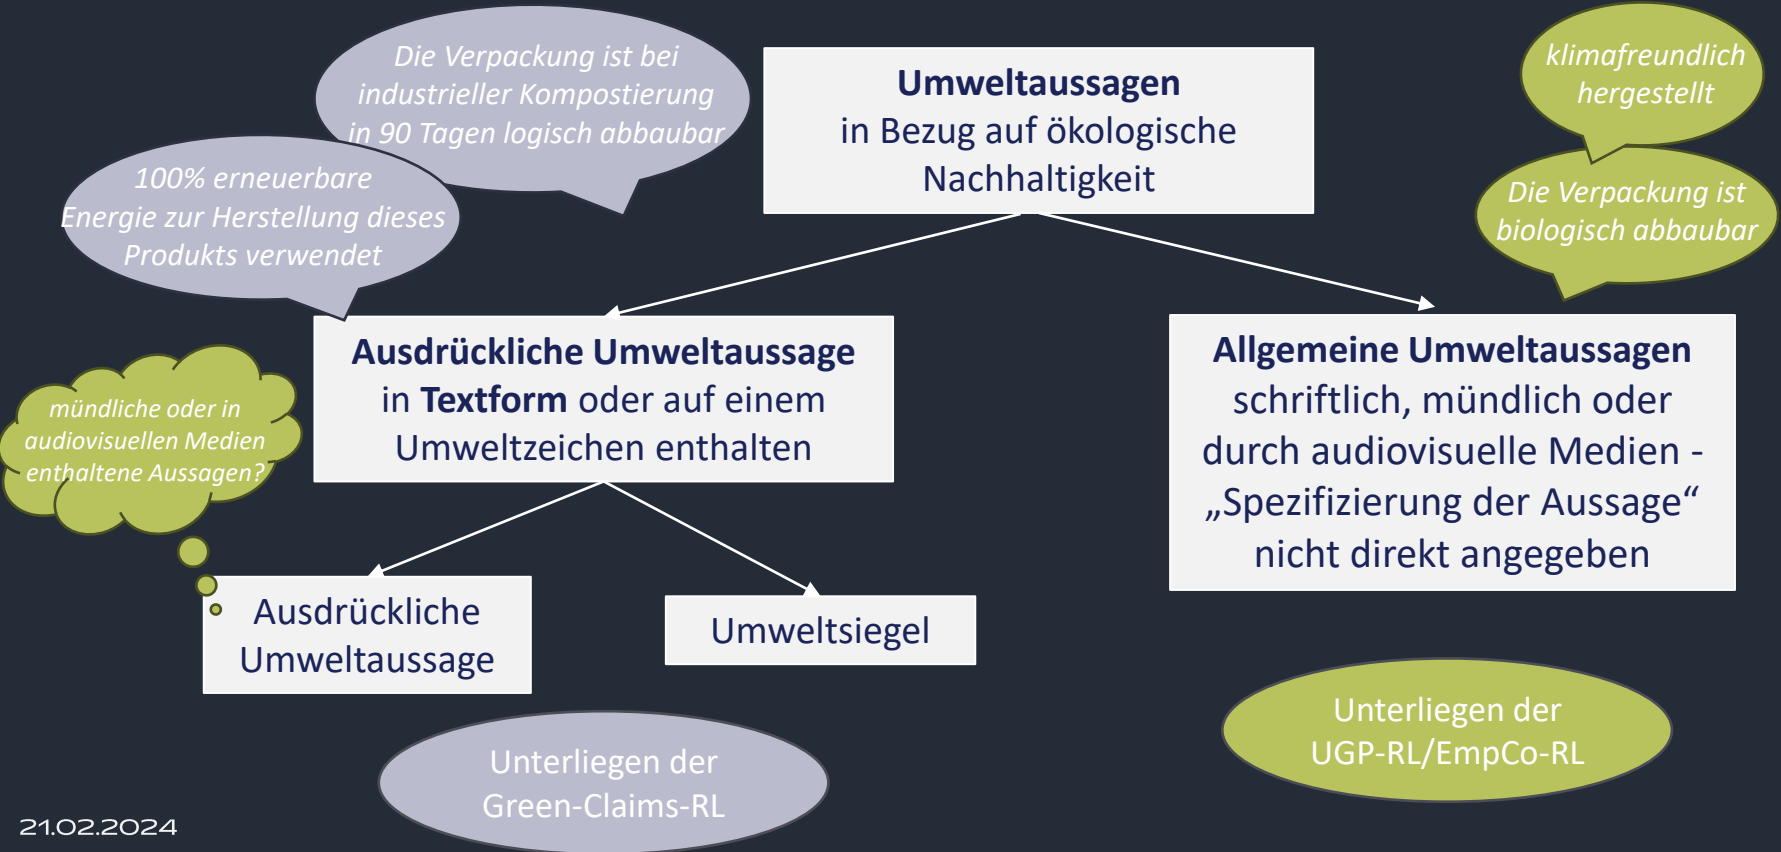 Die Verpackung ist bei
industrieller Kompostierung
in 90 Tagen logisch abbaubar
100% erneuerbare
Energie zur Herstellung dieses
Produkts verwendet
Umweltaussagen
in Bezug auf ökologische
Nachhaltigkeit
klimafreundlich
hergestellt
Die Verpackung ist
biologisch abbaubar
mündliche oder in
audiovisuellen Medien
enthaltene Aussagen?
Ausdrückliche Umweltaussage
in Textform oder auf einem
Umweltzeichen enthalten
Allgemeine Umweltaussagen
schriftlich, mündlich oder
durch audiovisuelle Medien -
„Spezifizierung der Aussage“
nicht direkt angegeben
Ausdrückliche
Umweltaussage
Umweltsiegel
Unterliegen der
Green-Claims-RL
Unterliegen der
UGP-RL/EmpCo-RL
21.02.2024